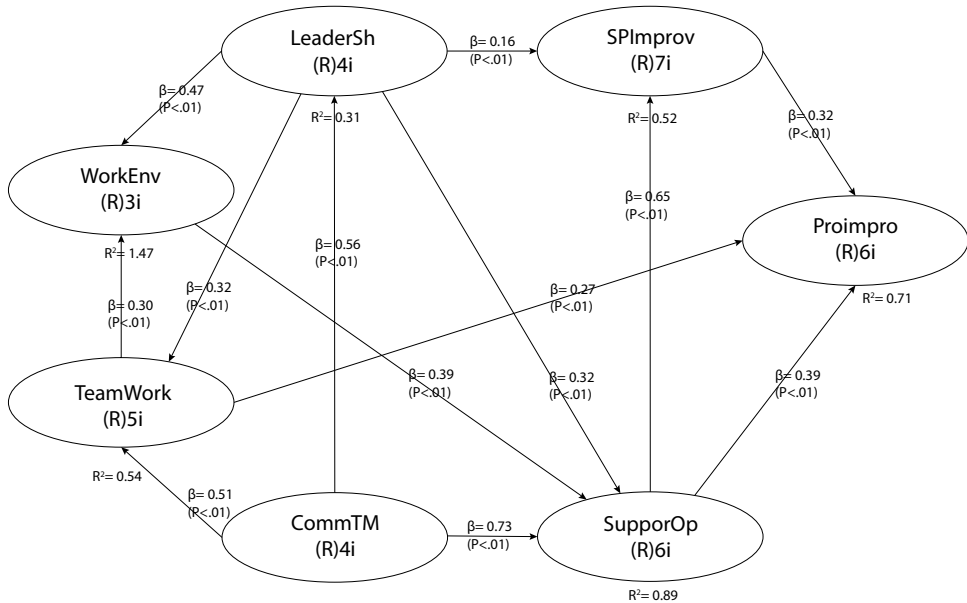 LeaderSh
(R)4i
β= 0.16
(P<.01)
SPImprov
(R)7i
β= 0.47
(P<.01)
R²= 0.31
R²= 0.52
β= 0.32
(P<.01)
WorkEnv
(R)3i
β= 0.65
(P<.01)
Proimpro
(R)6i
R²= 1.47
β= 0.56
(P<.01)
β= 0.32
(P<.01)
β= 0.27
(P<.01)
R²= 0.71
β= 0.30
(P<.01)
TeamWork
(R)5i
β= 0.39
(P<.01)
β= 0.32
(P<.01)
β= 0.39
(P<.01)
R²= 0.54
β= 0.51
(P<.01)
CommTM
(R)4i
β= 0.73
(P<.01)
SupporOp
(R)6i
R²= 0.89